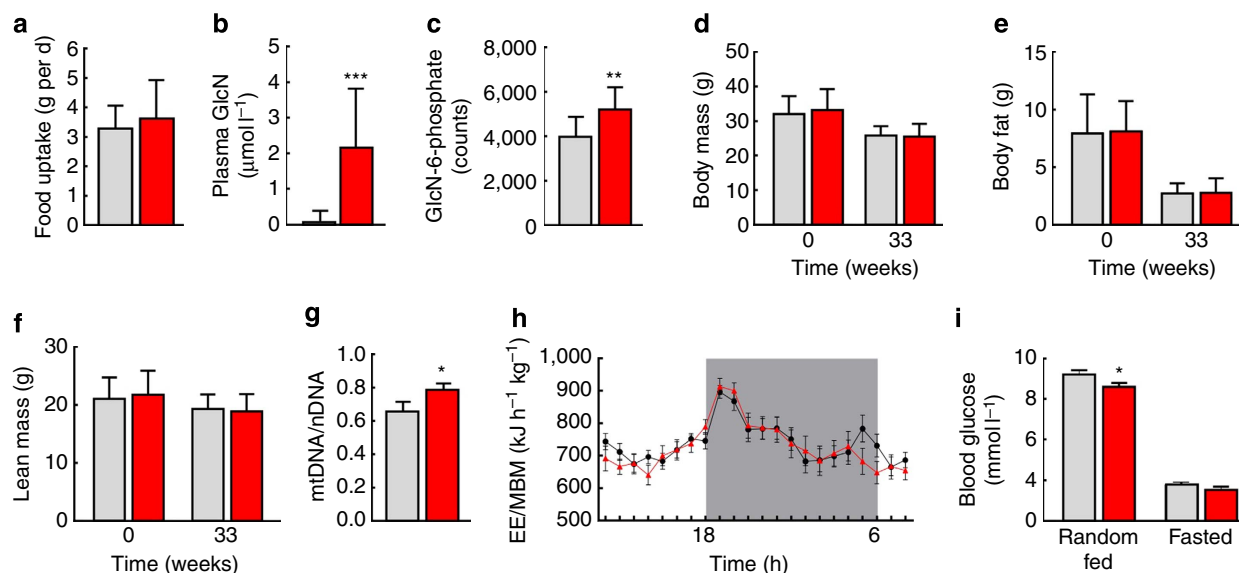 a
Food uptake (g per d)
6
5
4
3
2
1
0
b
Plasma GlcN
(μmol l–1)
5
4
3
2
1
0
***
c
GlcN-6-phosphate
(counts)
8,000
6,000
4,000
2,000
0
**
d
Body mass (g)
50
40
30
20
10
0
0 33
Time (weeks)
e
Body fat (g)
15
10
5
0
0 33
Time (weeks)
f
Lean mass (g)
30
20
10
0
0 33
Time (weeks)
g
mtDNA/nDNA
1.0
0.8
0.6
0.4
0.2
0.0
*
h
EE/MBM (kJ h–1 kg–1)
1,000
900
800
700
600
500
18 6
Time (h)
i
Blood glucose
(mmol l–1)
10
8
6
4
2
*
Random
fed
Fasted